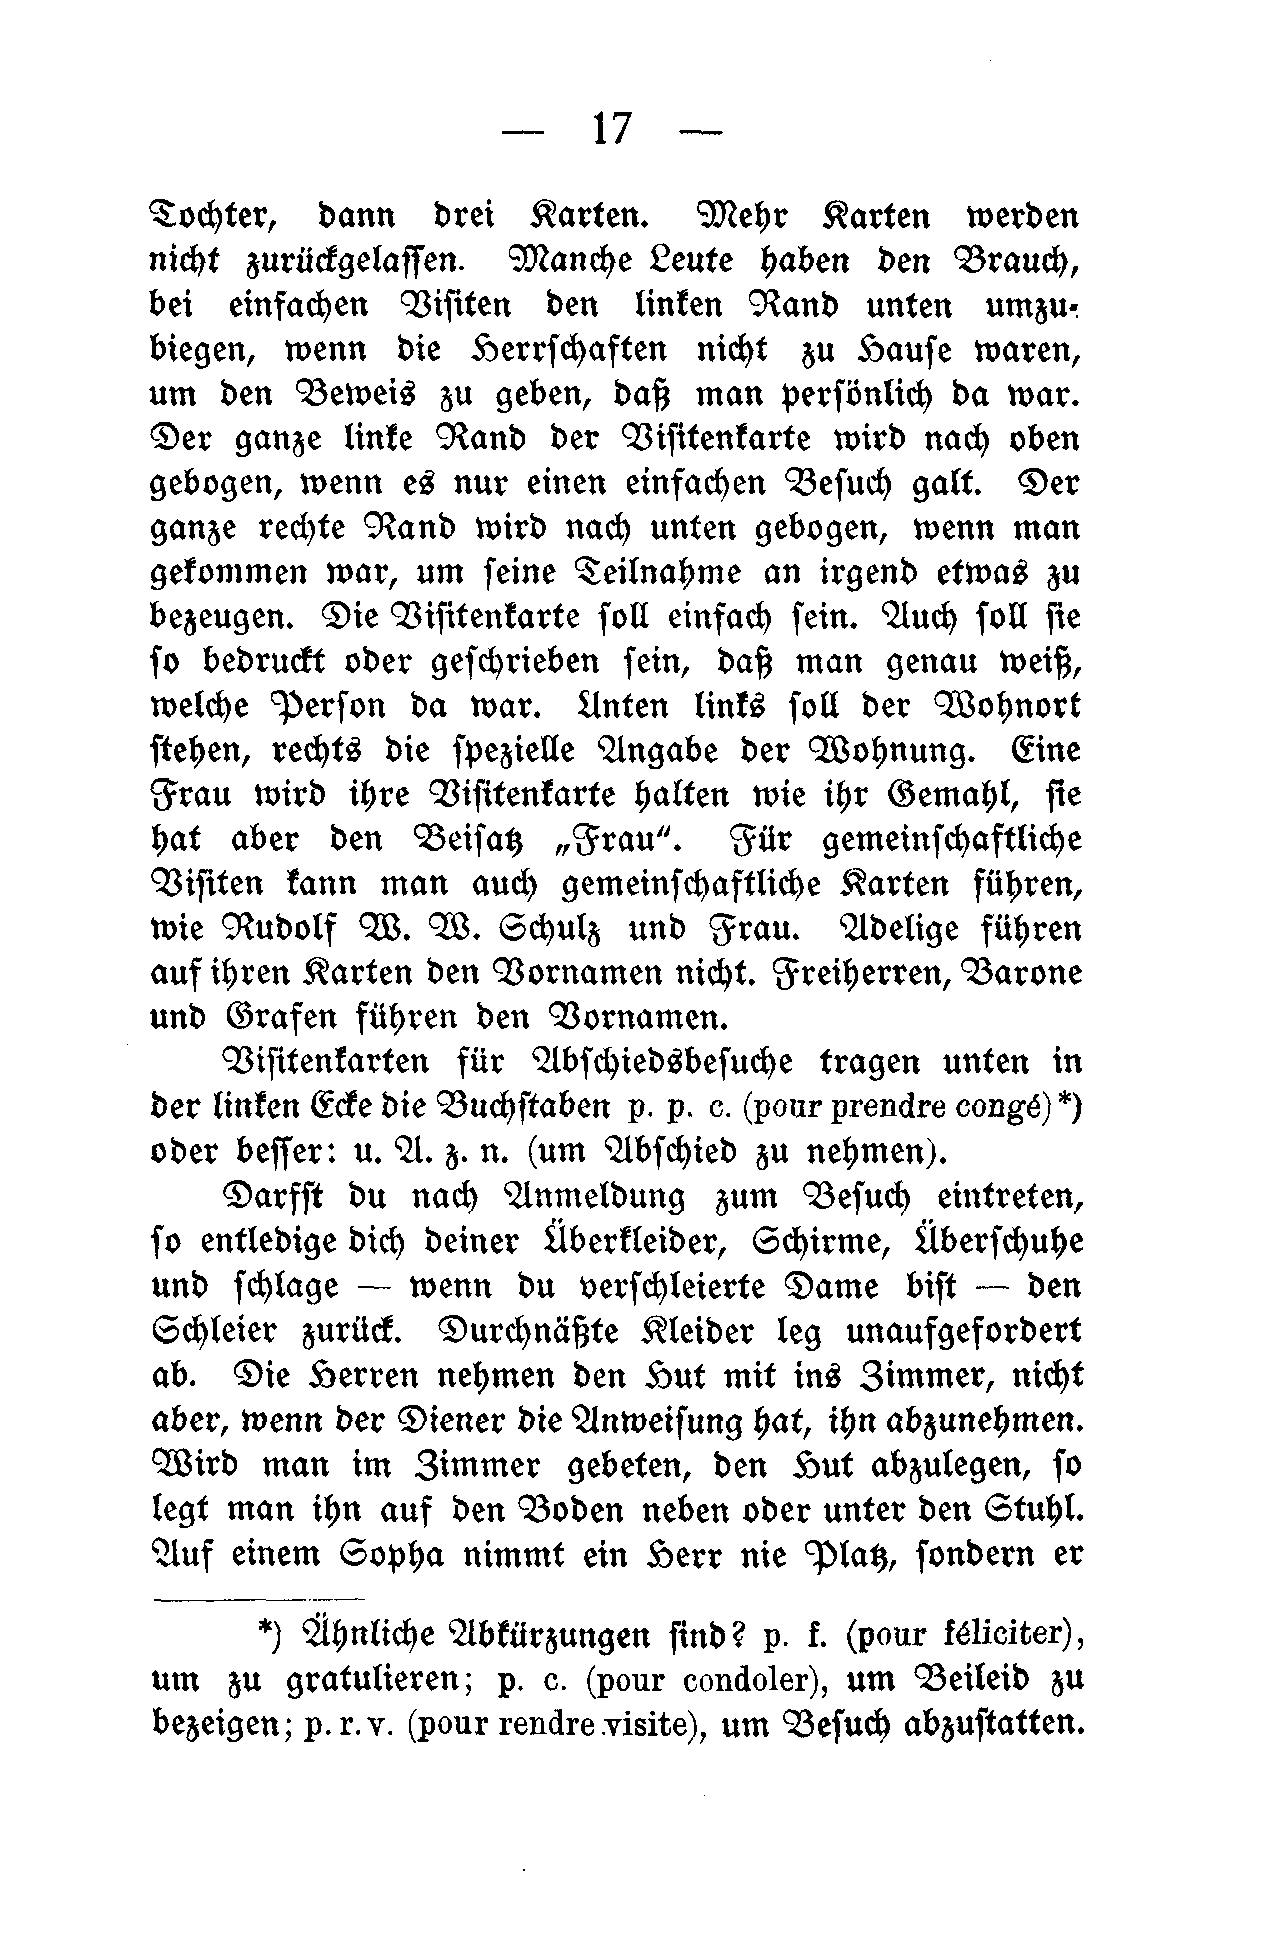 — 17 —
Tochter, dann drei Karten. Mehr Karten werden
nicht zurückgelassen. Manche Leute haben den Brauch,
bei einfachen Visiten den linken Rand unten umzu-
biegen, wenn die Herrschaften nicht zu Hause waren,
um den Beweis zu geben, daß man persönlich da war.
Der ganze linke Rand der Visitenkarte wird nach oben
gebogen, wenn es nur einen einfachen Besuch galt. Der
ganze rechte Rand wird nach unten gebogen, wenn man
gekommen war, um seine Teilnahme an irgend etwas zu
bezeugen. Die Visitenkarte soll einfach sein. Auch soll sie
so bedruckt oder geschrieben sein, daß man genau weiß,
welche Person da war. Unten links soll der Wohnort
stehen, rechts die spezielle Angabe der Wohnung. Eine
Frau wird ihre Visitenkarte halten wie ihr Gemahl, sie
hat aber den Beisatz „Frau“. Für gemeinschaftliche
Visiten kann man auch gemeinschaftliche Karten führen,
wie Rudolf W. W. Schulz und Frau. Adelige führen
auf ihren Karten den Vornamen nicht. Freiherren, Barone
und Grafen führen den Vornamen.
Visitenkarten für Abschiedsbesuche tragen unten in
der linken Ecke die Buchstaben p. p. c. (pour prendre congé)*)
oder besser: u. A. z. n. (um Abschied zu nehmen).
Darfst du nach Anmeldung zum Besuch eintreten,
so entledige dich deiner Überkleider, Schirme, Überschuhe
und schlage — wenn du verschleierte Dame bist — den
Schleier zurück. Durchnäßte Kleider leg unaufgefordert
ab. Die Herren nehmen den Hut mit ins Zimmer, nicht
aber, wenn der Diener die Anweisung hat, ihn abzunehmen.
Wird man im Zimmer gebeten, den Hut abzulegen, so
legt man ihn auf den Boden neben oder unter den Stuhl.
Auf einem Sopha nimmt ein Herr nie Platz, sondern er
*) Ähnliche Abkürzungen sind? p. f. (pour féliciter),
um zu gratulieren; p. c. (pour condoler), um Beileid zu
bezeigen; p. r. v. (pour rendre visite), um Besuch abzustatten.